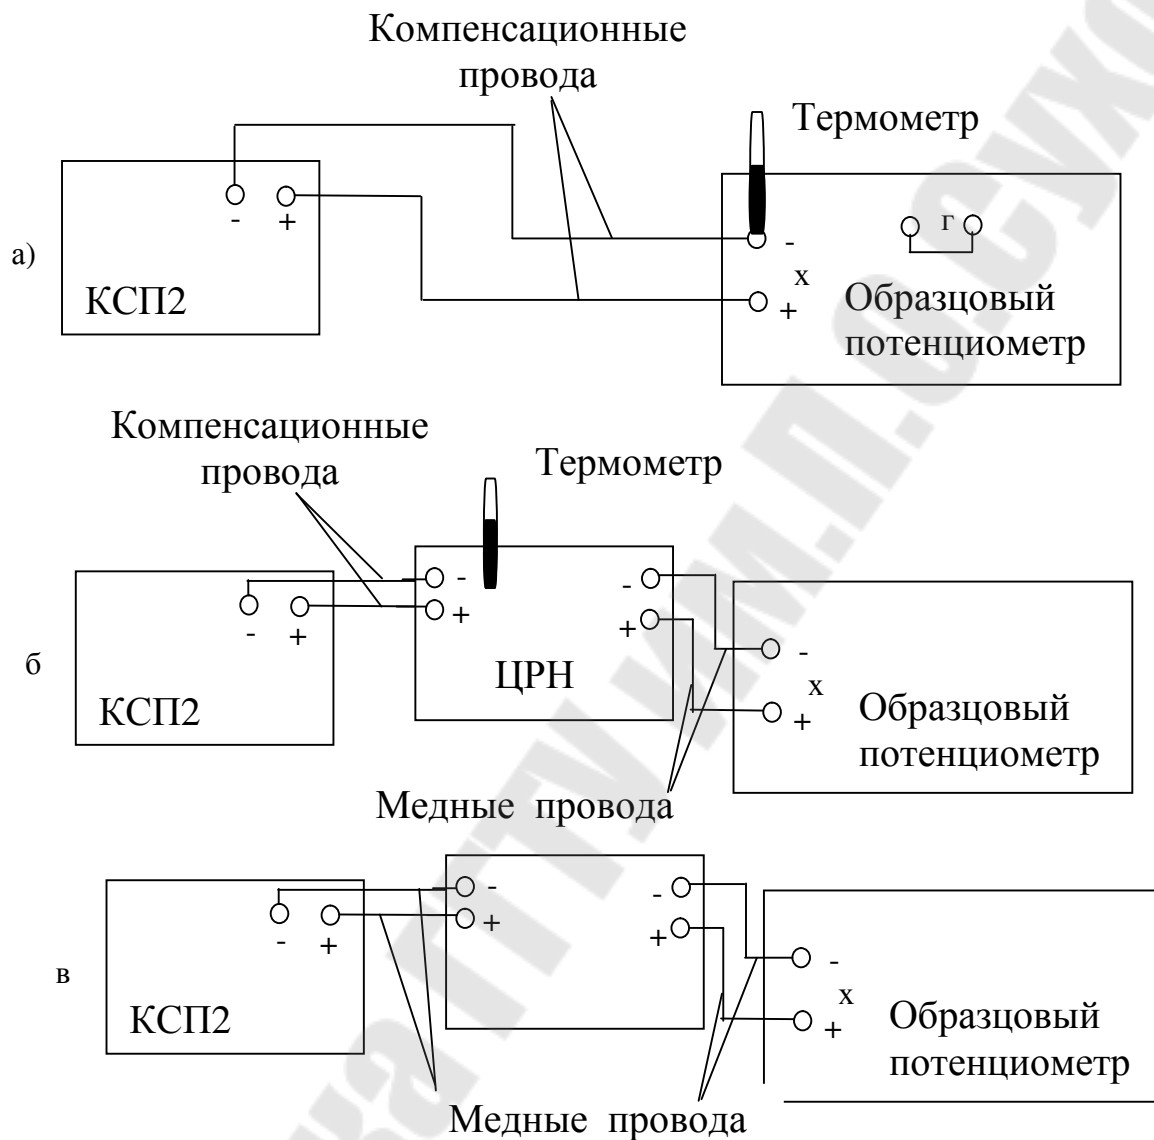 Компенсационные
провода
Термометр
- +
а)
КСП2
-
х
+
г
Образцовый
потенциометр
Компенсационные
провода
Термометр
- +
б
КСП2
-
+
ЦРН
-
+
-
х
+
Образцовый
потенциометр
Медные провода
- +
в
КСП2
-
+
-
+
-
х
+
Образцовый
потенциометр
Медные провода